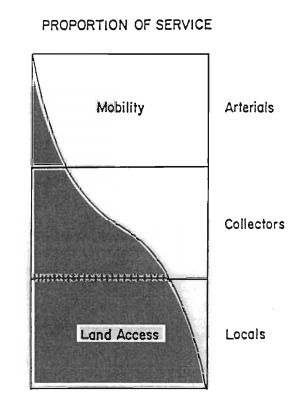 PROPORTION OF SERVICE
Mobility
Arterials
Collectors
Land Access
Locals